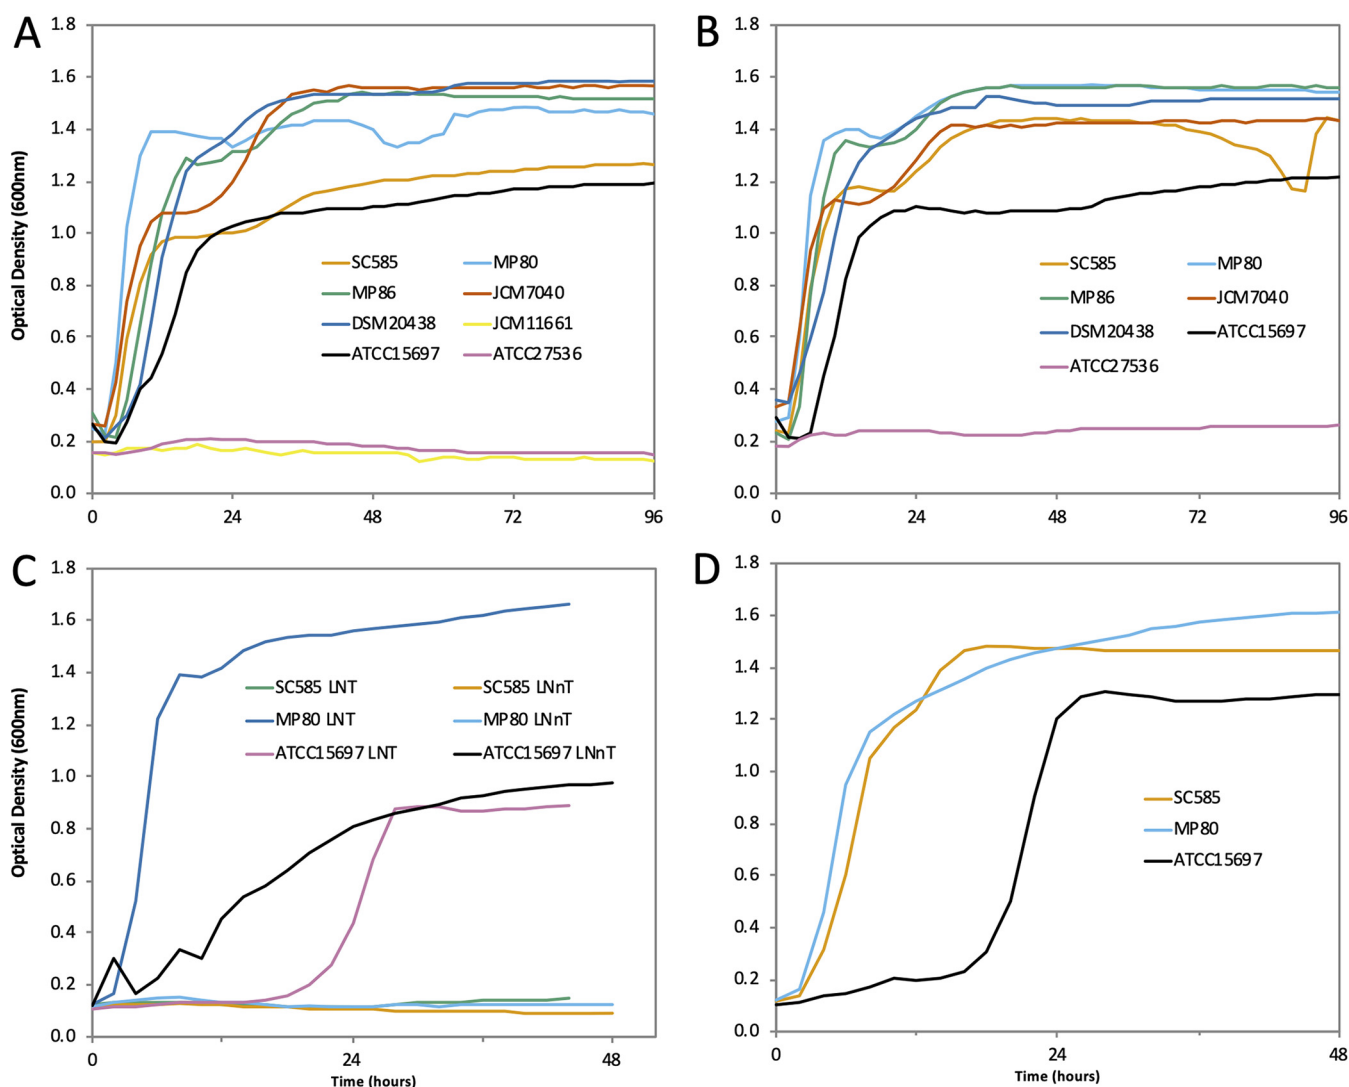 A
1.8
1.6
1.4
1.2
1.0
0.8
0.6
0.4
0.2
0.0
Optical Density (600nm)
SC585 MP80
MP86 JCM7040
DSM20438 JCM11661
ATCC15697 ATCC27536
0 24 48 72 96
B
1.8
1.6
1.4
1.2
1.0
0.8
0.6
0.4
0.2
0.0
SC585 MP80
MP86 JCM7040
DSM20438 ATCC15697
ATCC27536
0 24 48 72 96
C
1.8
1.6
1.4
1.2
1.0
0.8
0.6
0.4
0.2
0.0
Optical Density (600nm)
SC585 LNT SC585 LNnT
MP80 LNT MP80 LNnT
ATCC15697 LNT ATCC15697 LNnT
0 24 48
Time (hours)
D
1.8
1.6
1.4
1.2
1.0
0.8
0.6
0.4
0.2
0.0
SC585
MP80
ATCC15697
0 24 48
Time (hours)